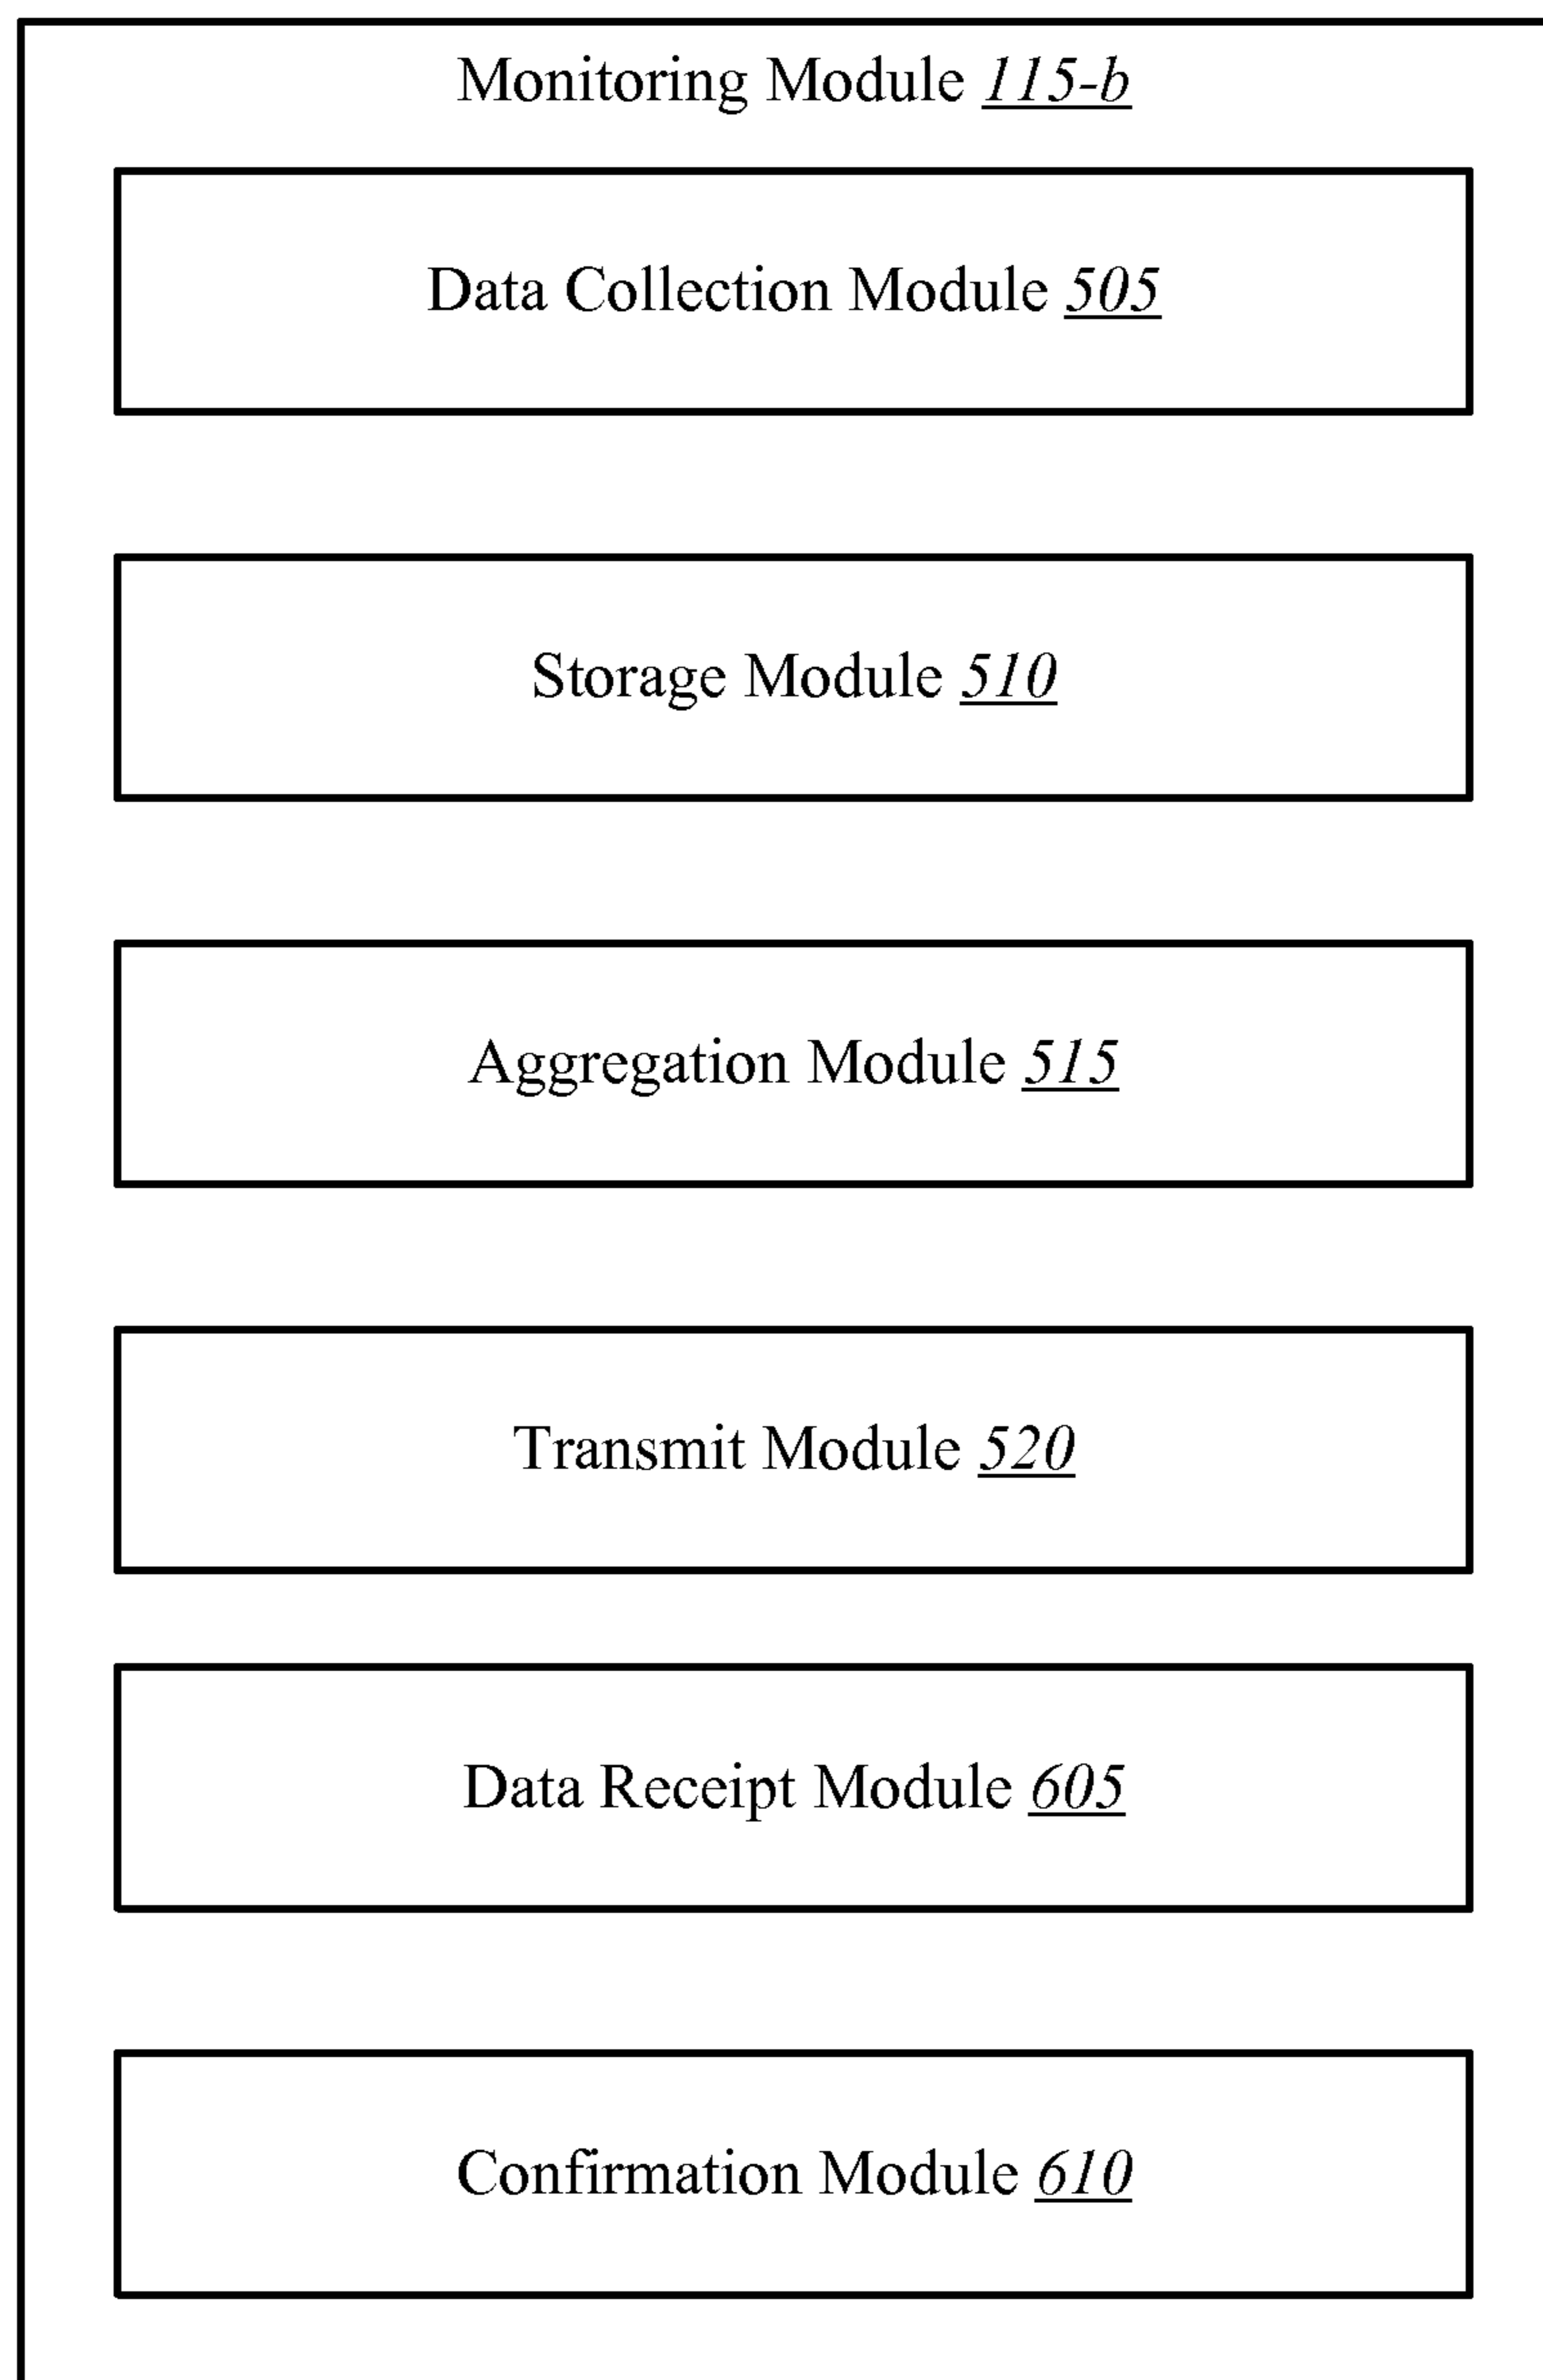 Monitoring Module 115-b
Data Collection Module 505
Storage Module 510
Aggregation Module 515
Transmit Module 520
Data Receipt Module 605
Confirmation Module 610